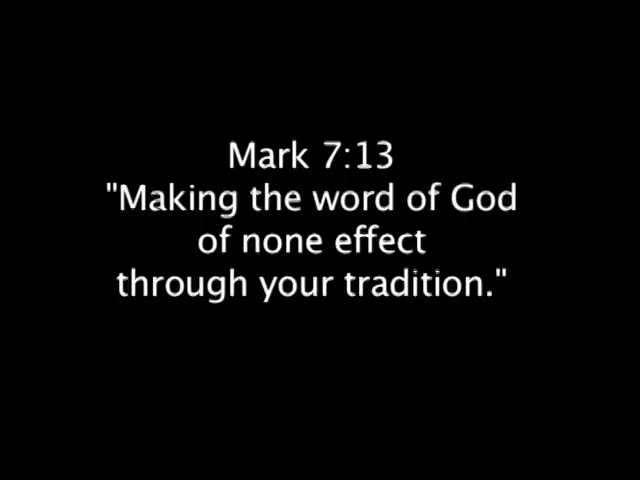 Mark 7:13
"Making the word of God
of none effect
through your tradition."